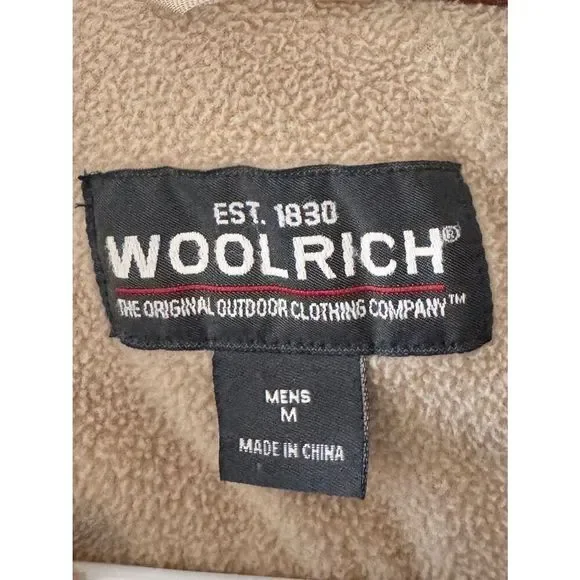 EST. 1830
WOOLRICH®
THE ORIGINAL OUTDOOR CLOTHING COMPANY™
MENS
M
MADE IN CHINA